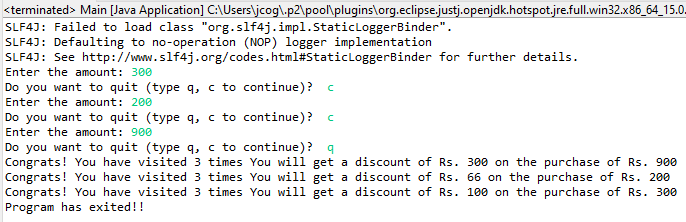 <terminated> Main [Java Application] C:\Users\jcog\.p2\pool\plugins\org.eclipse.justj.openjdk.hotspot.jre.full.win32.x86_64_15.0.
SLF4J: Failed to load class "org.slf4j.impl.StaticLoggerBinder".
SLF4J: Defaulting to no-operation (NOP) logger implementation
SLF4J: See http://www.slf4j.org/codes.html#StaticLoggerBinder for further details.
Enter the amount: 300
Do you want to quit (type q, c to continue)?  c
Enter the amount: 200
Do you want to quit (type q, c to continue)?  c
Enter the amount: 900
Do you want to quit (type q, c to continue)?  q
Congrats! You have visited 3 times You will get a discount of Rs. 300 on the purchase of Rs. 900
Congrats! You have visited 3 times You will get a discount of Rs. 66 on the purchase of Rs. 200
Congrats! You have visited 3 times You will get a discount of Rs. 100 on the purchase of Rs. 300
Program has exited!!